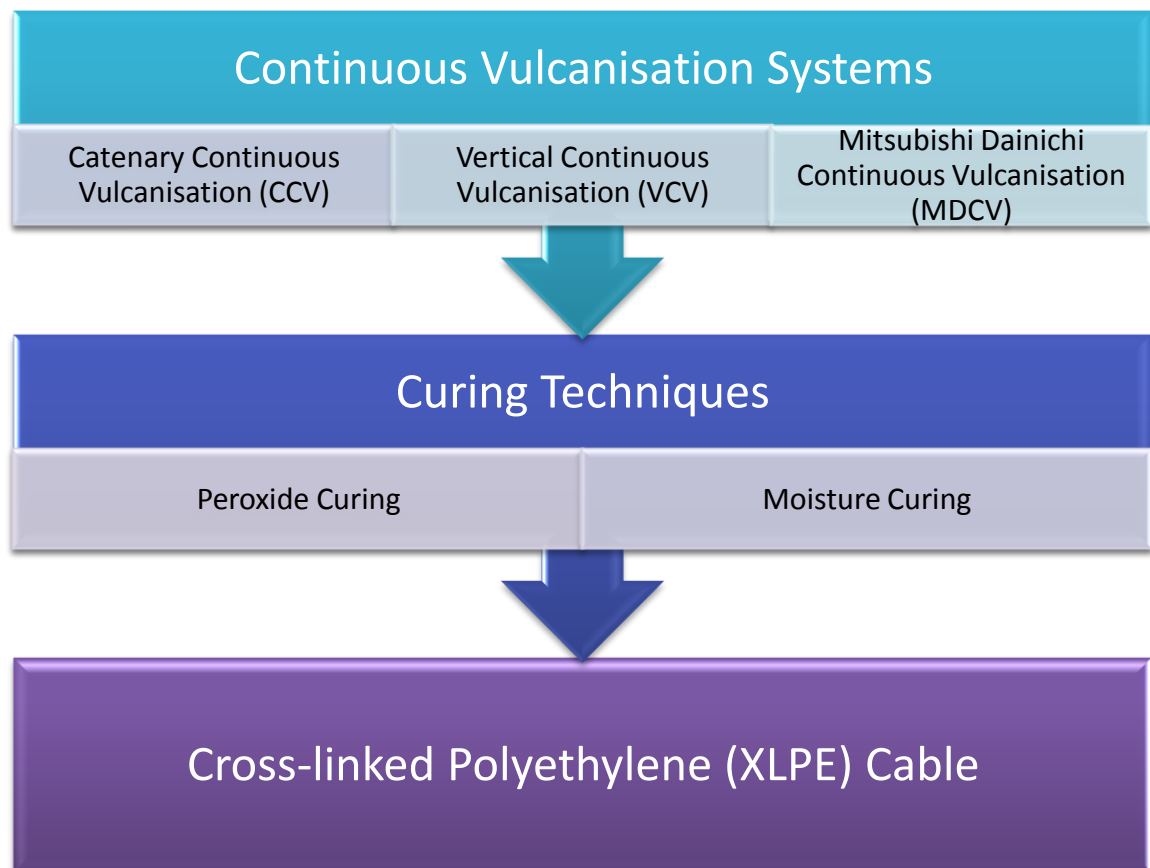 Continuous Vulcanisation Systems
Catenary Continuous
Vulcanisation (CCV)
Vertical Continuous
Vulcanisation (VCV)
Mitsubishi Dainichi
Continuous Vulcanisation
(MDCV)
Curing Techniques
Peroxide Curing
Moisture Curing
Cross-linked Polyethylene (XLPE) Cable